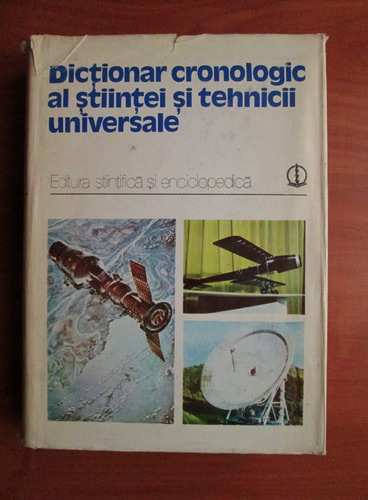 Dicționar cronologic
al științei și tehnicii
universale
Editura științifică și enciclopedică